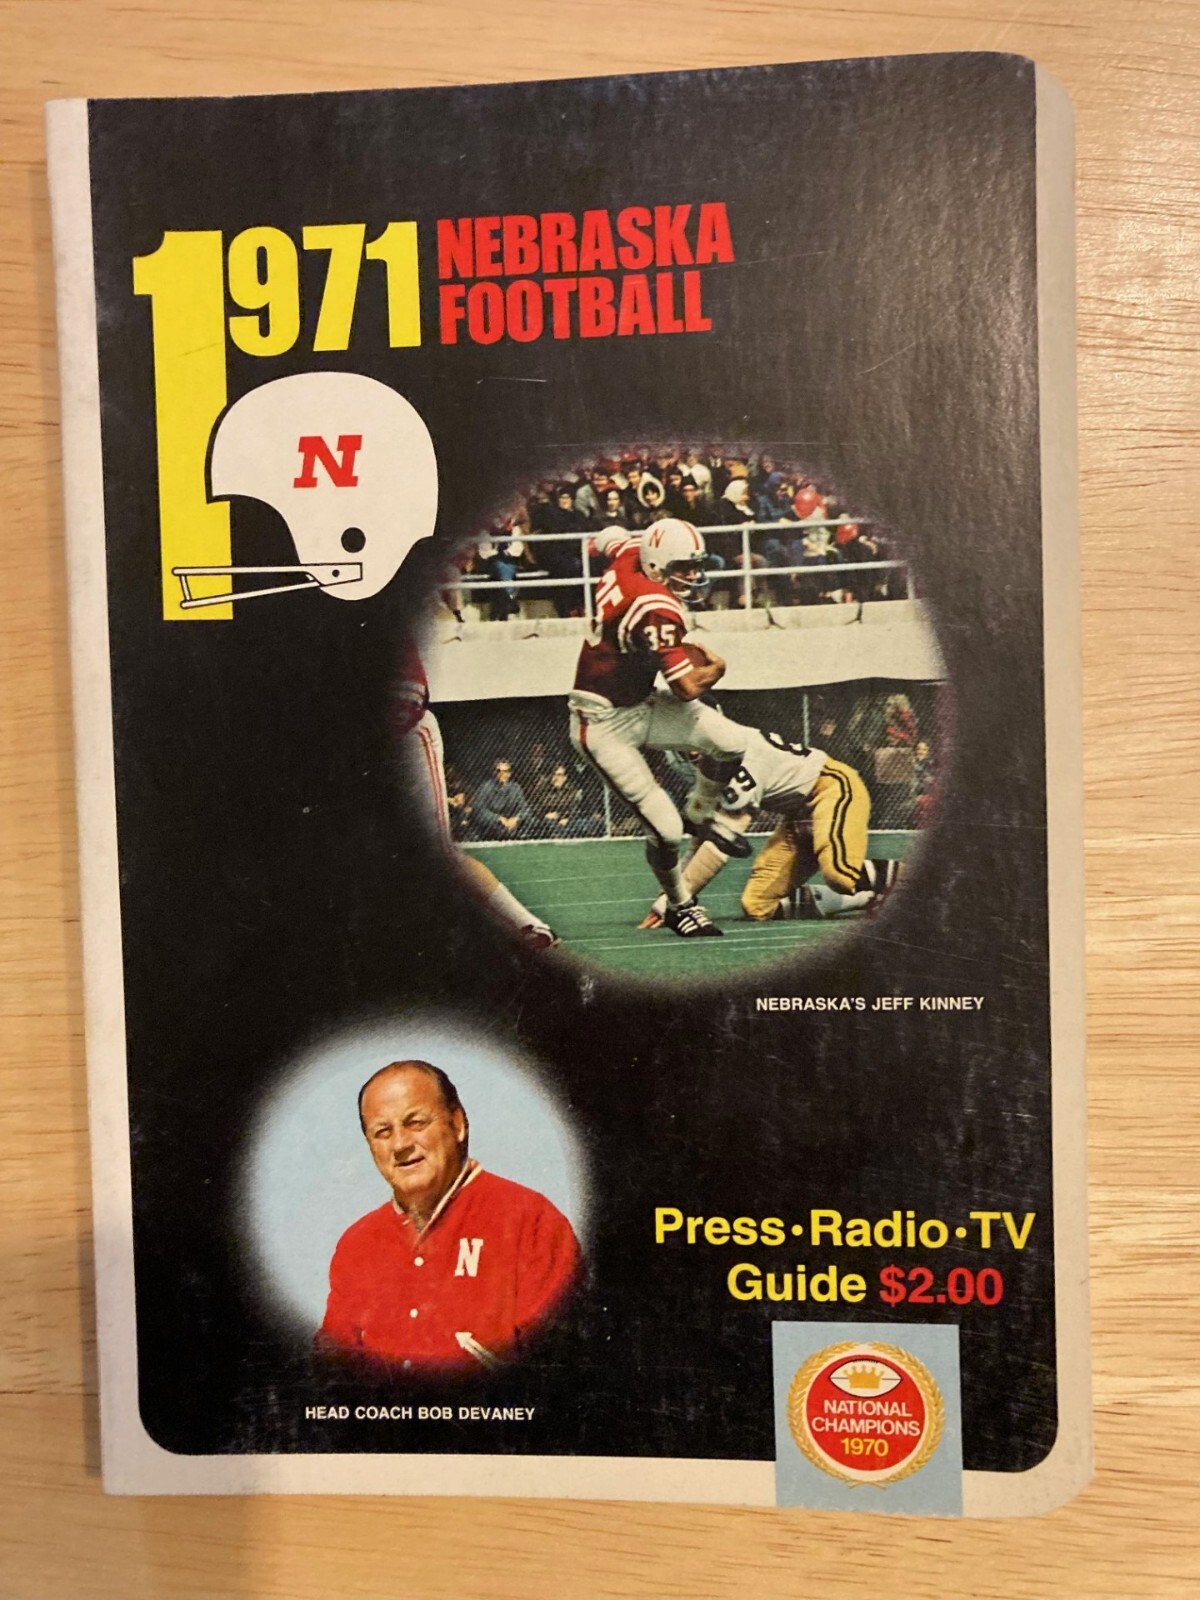 1971 NEBRASKA
FOOTBALL
N
N
35
35
NEBRASKA'S JEFF KINNEY
N
HEAD COACH BOB DEVANEY
Press•Radio•TV
Guide $2.00
NATIONAL
CHAMPIONS
1970